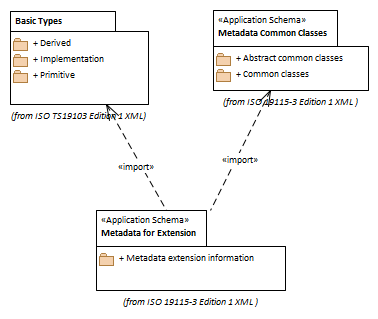 Basic Types
+ Derived
+ Implementation
+ Primitive
(from ISO TS19103 Edition 1 XML)
«Application Schema»
Metadata Common Classes
+ Abstract common classes
+ Common classes
(from ISO 19115-3 Edition 1 XML )
«import»
«import»
«Application Schema»
Metadata for Extension
+ Metadata extension information
(from ISO 19115-3 Edition 1 XML )